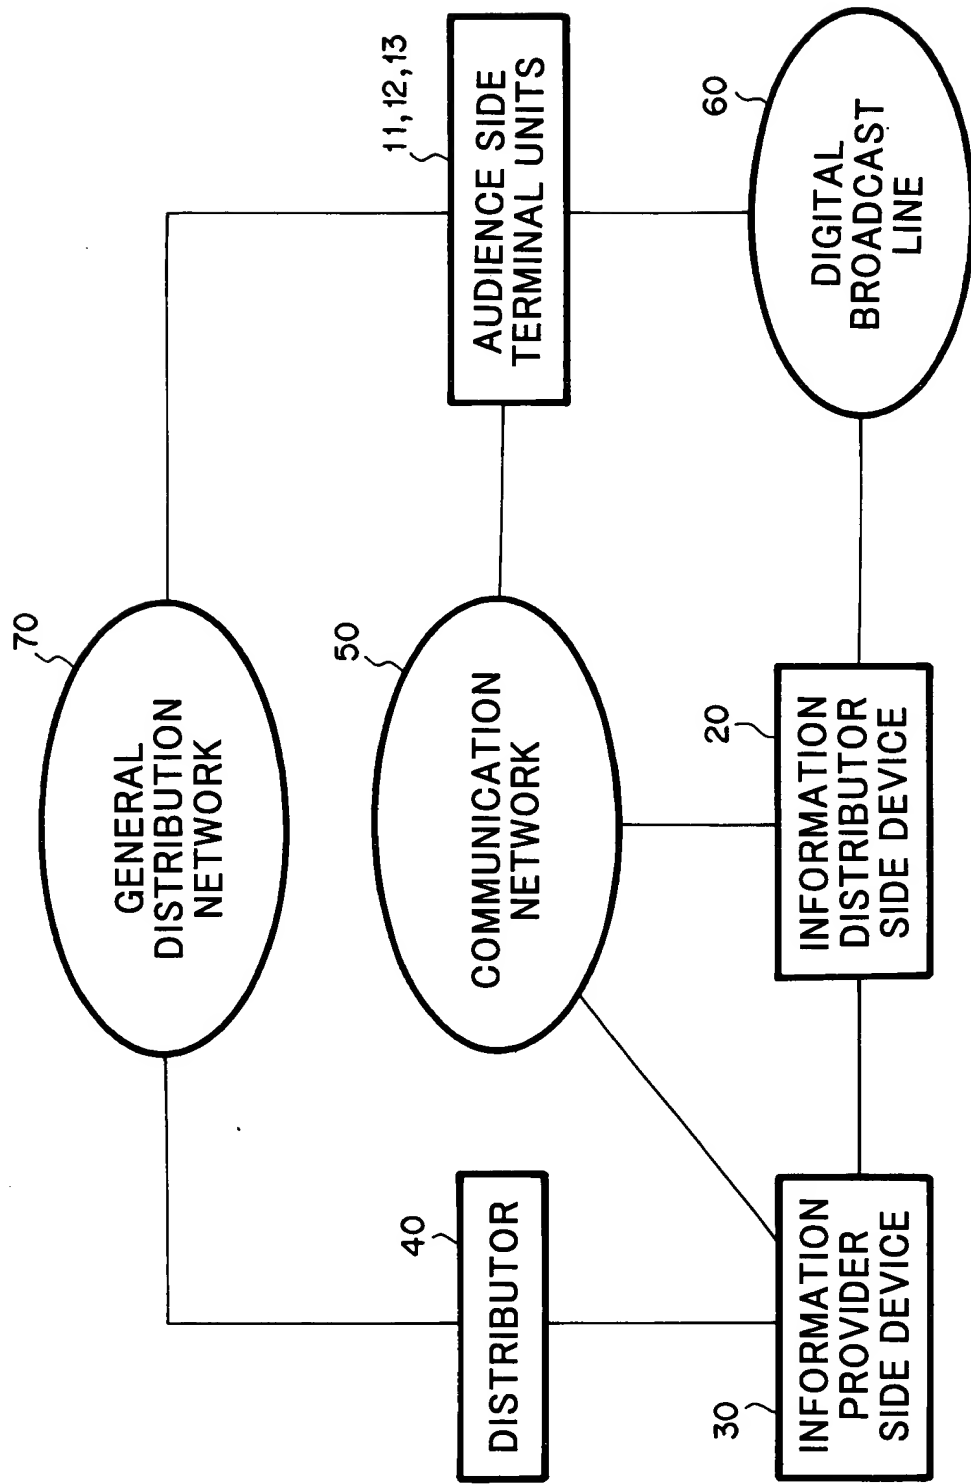 70
GENERAL
DISTRIBUTION
NETWORK
40
DISTRIBUTOR
50
COMMUNICATION
NETWORK
11,12,13
AUDIENCE SIDE
TERMINAL UNITS
30
INFORMATION
PROVIDER
SIDE DEVICE
20
INFORMATION
DISTRIBUTOR
SIDE DEVICE
60
DIGITAL
BROADCAST
LINE